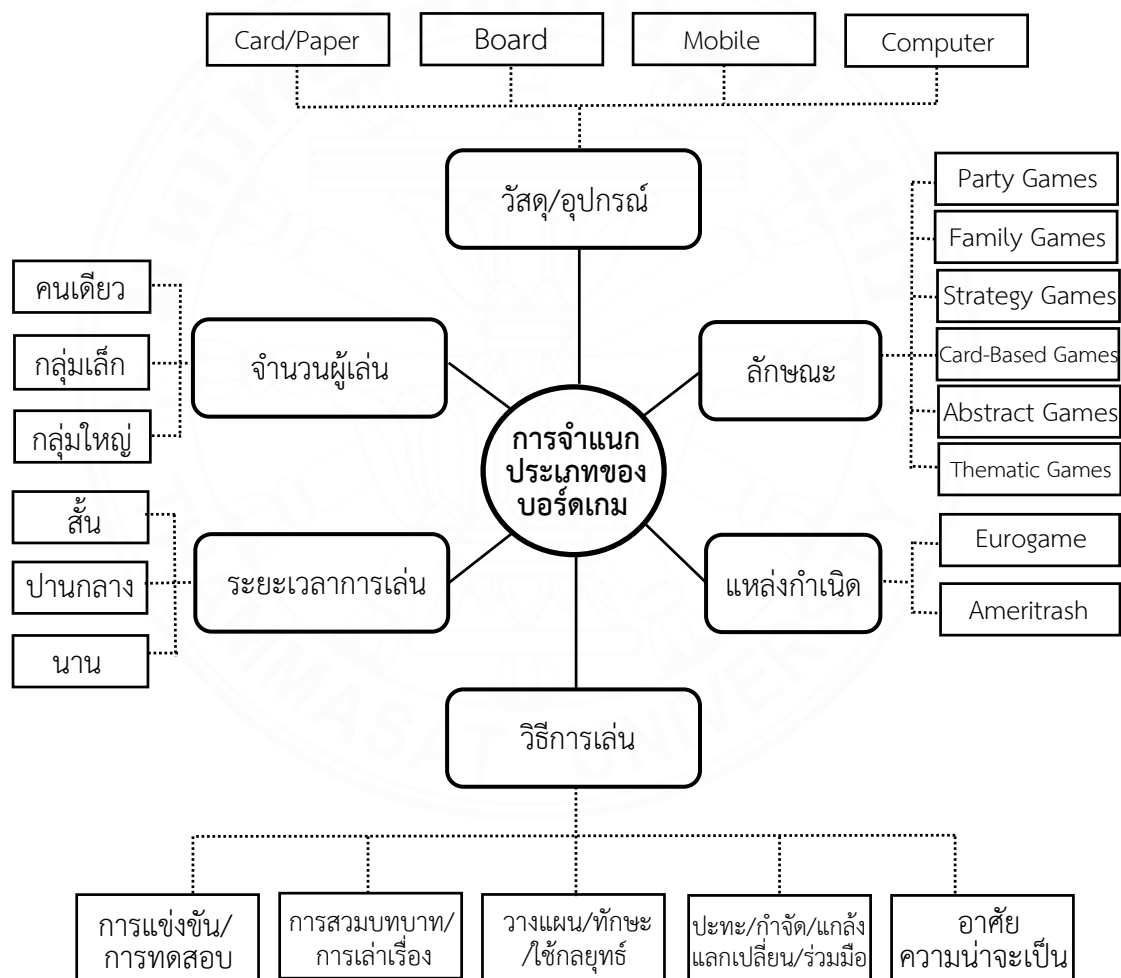 Card/Paper
Board
Mobile
Computer
วัสดุ/อุปกรณ์
Party Games
Family Games
Strategy Games
Card-Based Games
Abstract Games
Thematic Games
ลักษณะ
คนเดียว
กลุ่มเล็ก
กลุ่มใหญ่
จำนวนผู้เล่น
การจำแนก
ประเภทของ
บอร์ดเกม
สั้น
ปานกลาง
นาน
ระยะเวลาการเล่น
แหล่งกำเนิด
Eurogame
Ameritrash
วิธีการเล่น
การแข่งขัน/
การทดสอบ
การสวมบทบาท/
การเล่าเรื่อง
วางแผน/ทักษะ
/ใช้กลยุทธ์
ปะทะ/กำจัด/แกล้ง
แลกเปลี่ยน/ร่วมมือ
อาศัย
ความน่าจะเป็น
THAMMASAT UNIVERSITY